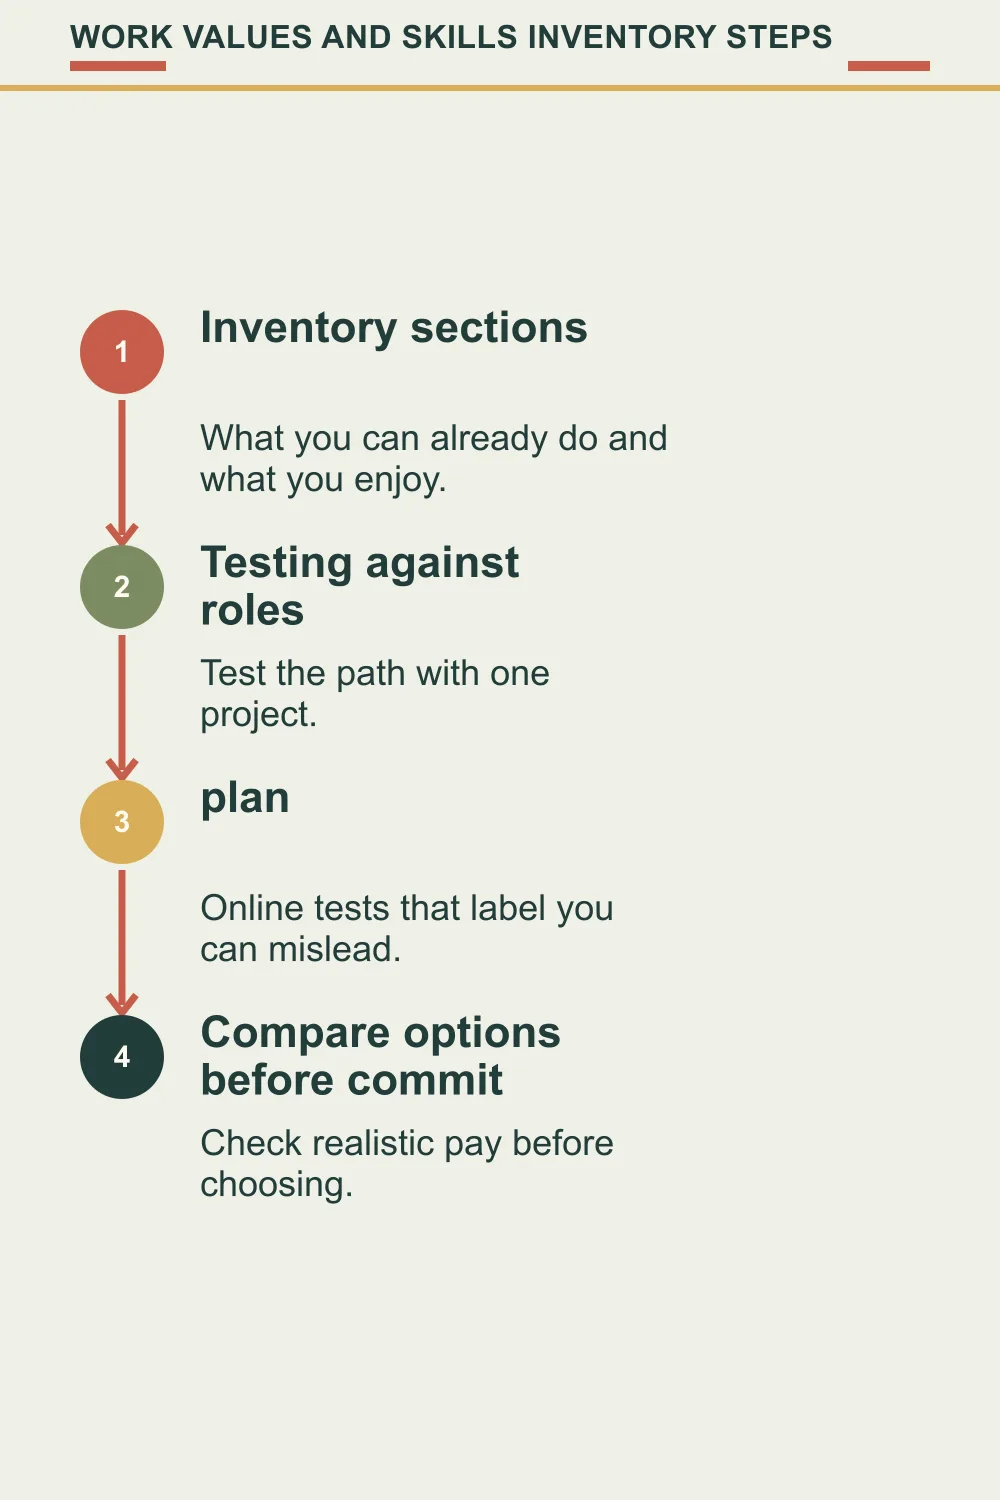 WORK VALUES AND SKILLS INVENTORY STEPS
1
Inventory sections
What you can already do and
what you enjoy.
2
Testing against
roles
Test the path with one
project.
3
plan
Online tests that label you
can mislead.
4
Compare options
before commit
Check realistic pay before
choosing.